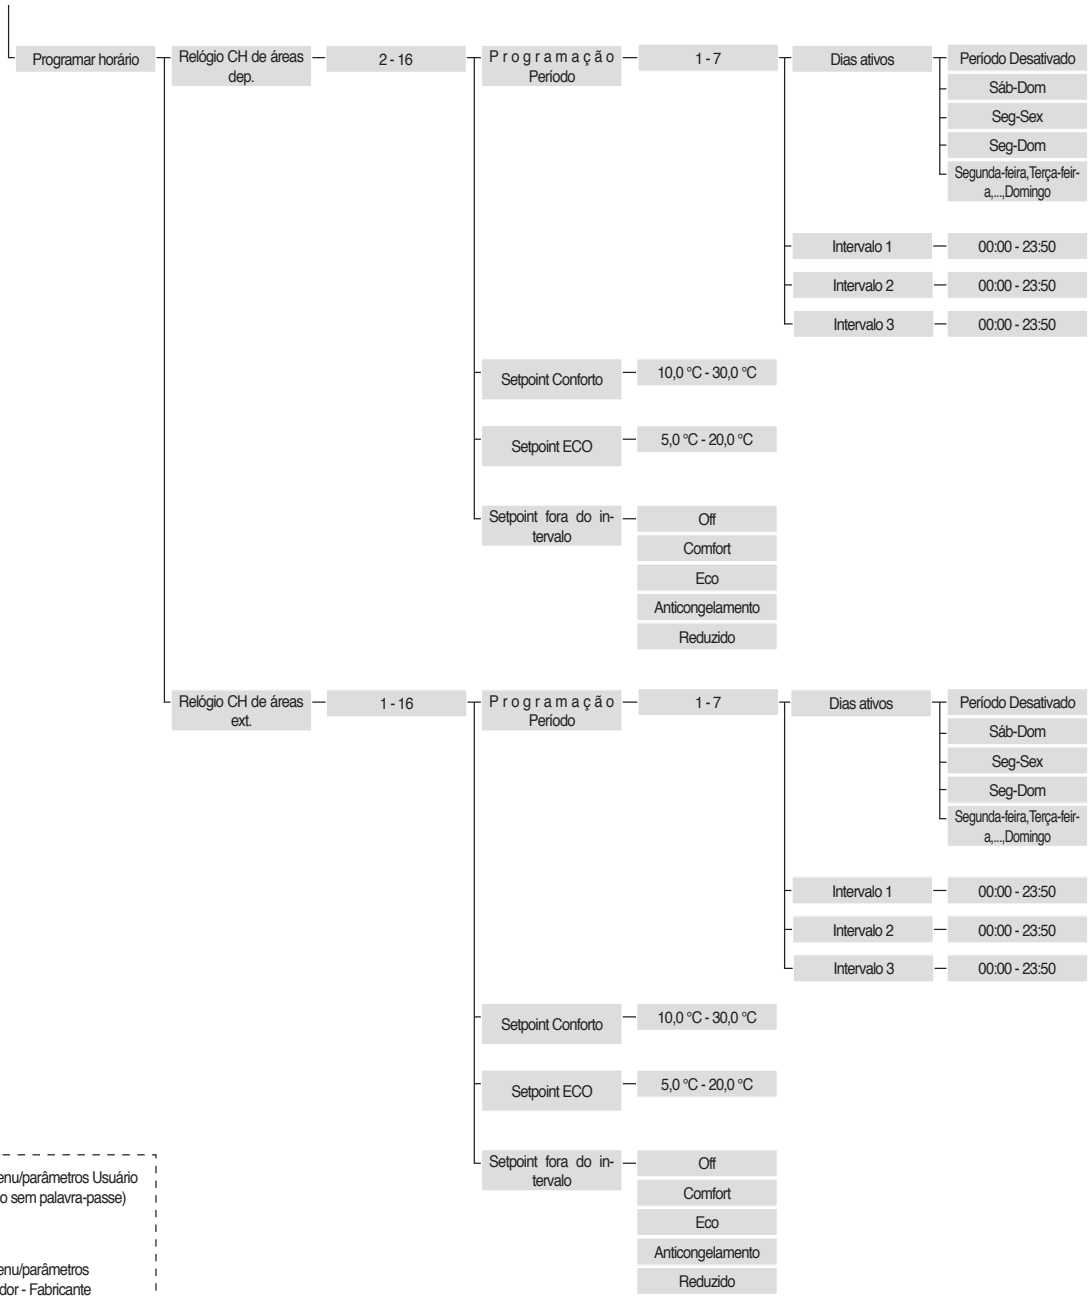 Programar horário
Relógio CH de áreas
dep.
2 - 16
Programação
Período
1 - 7
Dias ativos
Período Desativado
Sáb-Dom
Seg-Sex
Seg-Dom
Segunda-feira,Terça-feir-
a,...,Domingo
Intervalo 1
00:00 - 23:50
Intervalo 2
00:00 - 23:50
Intervalo 3
00:00 - 23:50
Setpoint Conforto
10,0 °C - 30,0 °C
Setpoint ECO
5,0 °C - 20,0 °C
Setpoint fora do in-
tervalo
Off
Comfort
Eco
Anticongelamento
Reduzido
Relógio CH de áreas
ext.
1 - 16
Programação
Período
1 - 7
Dias ativos
Período Desativado
Sáb-Dom
Seg-Sex
Seg-Dom
Segunda-feira,Terça-feir-
a,...,Domingo
Intervalo 1
00:00 - 23:50
Intervalo 2
00:00 - 23:50
Intervalo 3
00:00 - 23:50
Setpoint Conforto
10,0 °C - 30,0 °C
Setpoint ECO
5,0 °C - 20,0 °C
Setpoint fora do in-
tervalo
Off
Comfort
Eco
Anticongelamento
Reduzido
enu/parâmetros Usuário
o sem palavra-passe)
enu/parâmetros
dor - Fabricante